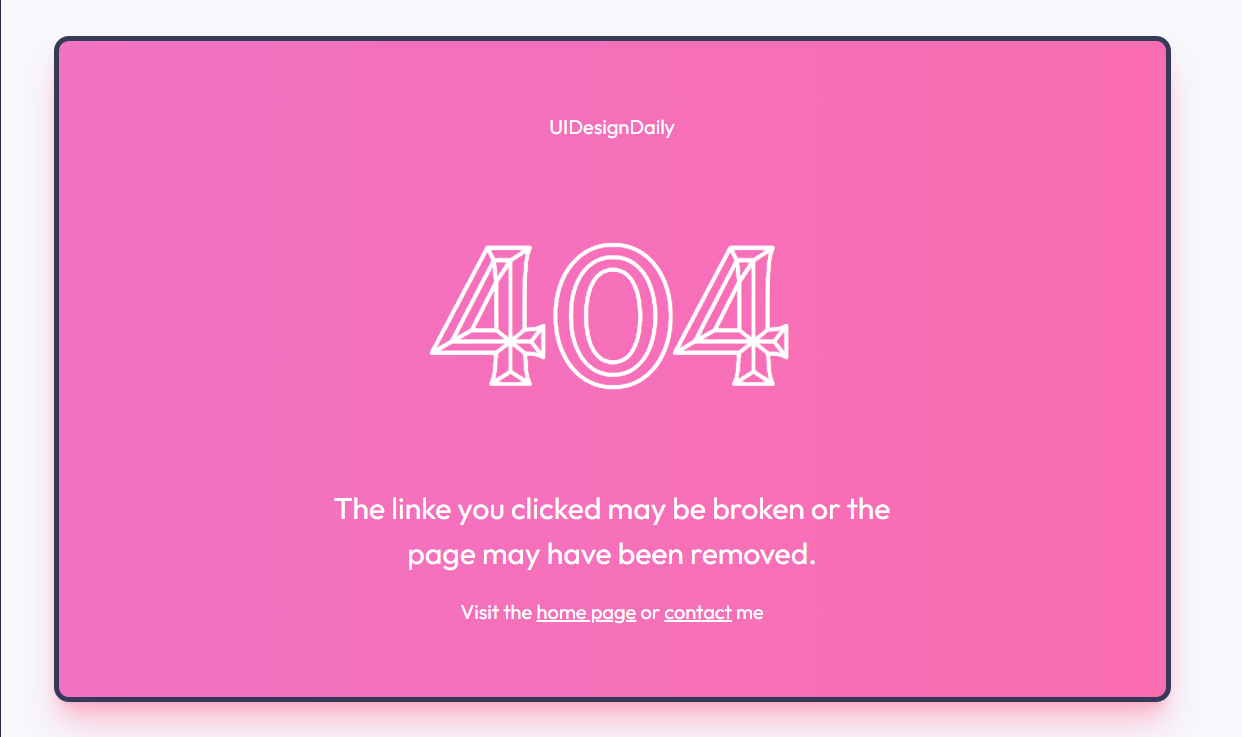 UIDesignDaily
404
The linke you clicked may be broken or the
page may have been removed.
Visit the home page or contact me